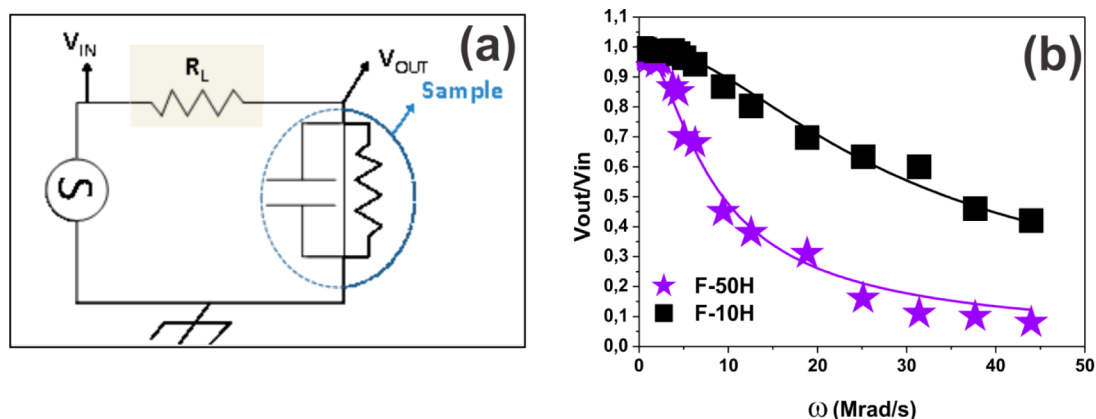 (a)
V_IN
R_L
V_OUT
Sample
(b)
1,1
1,0
0,9
0,8
0,7
0,6
0,5
0,4
0,3
0,2
0,1
0,0
Vout/Vin
F-50H
F-10H
0 10 20 30 40 50
ω (Mrad/s)